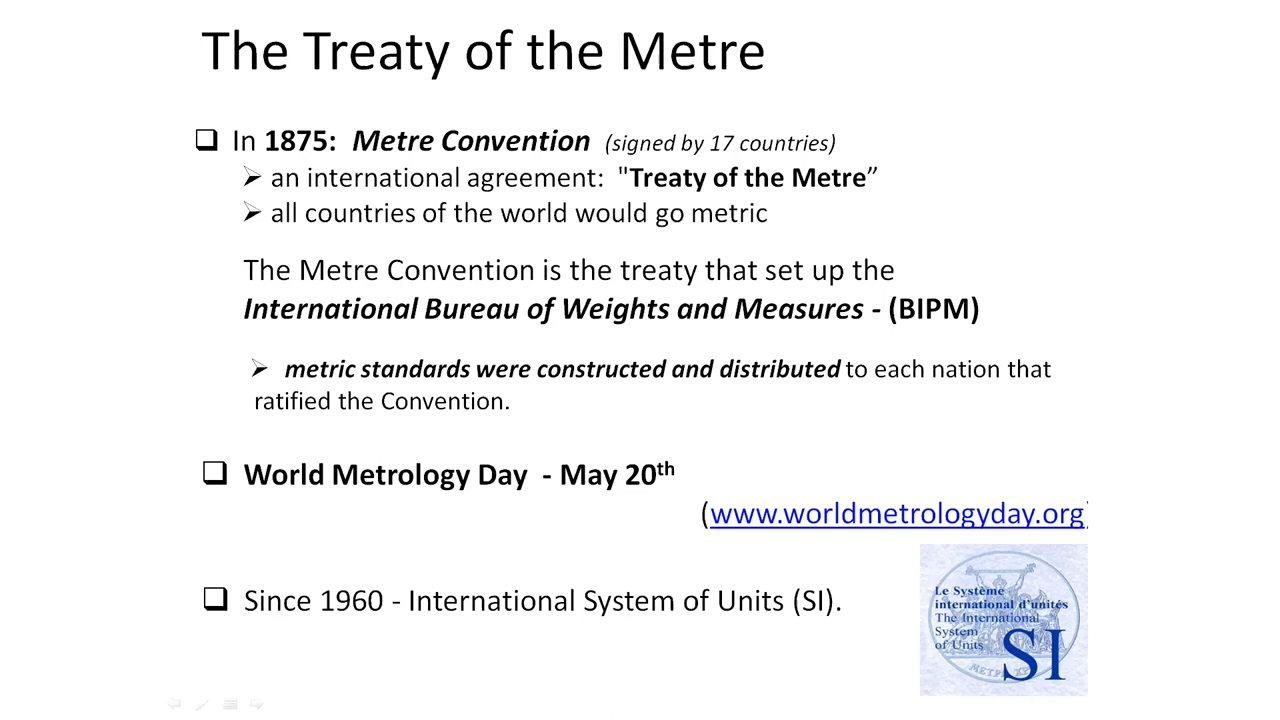 The Treaty of the Metre
❑ In 1875: Metre Convention (signed by 17 countries)
➢ an international agreement: "Treaty of the Metre”
➢ all countries of the world would go metric
The Metre Convention is the treaty that set up the
International Bureau of Weights and Measures - (BIPM)
➢ metric standards were constructed and distributed to each nation that
ratified the Convention.
❑ World Metrology Day - May 20th
(www.worldmetrologyday.org)
❑ Since 1960 - International System of Units (SI).
Le Système
international d'unités
The International
System
of Units
SI